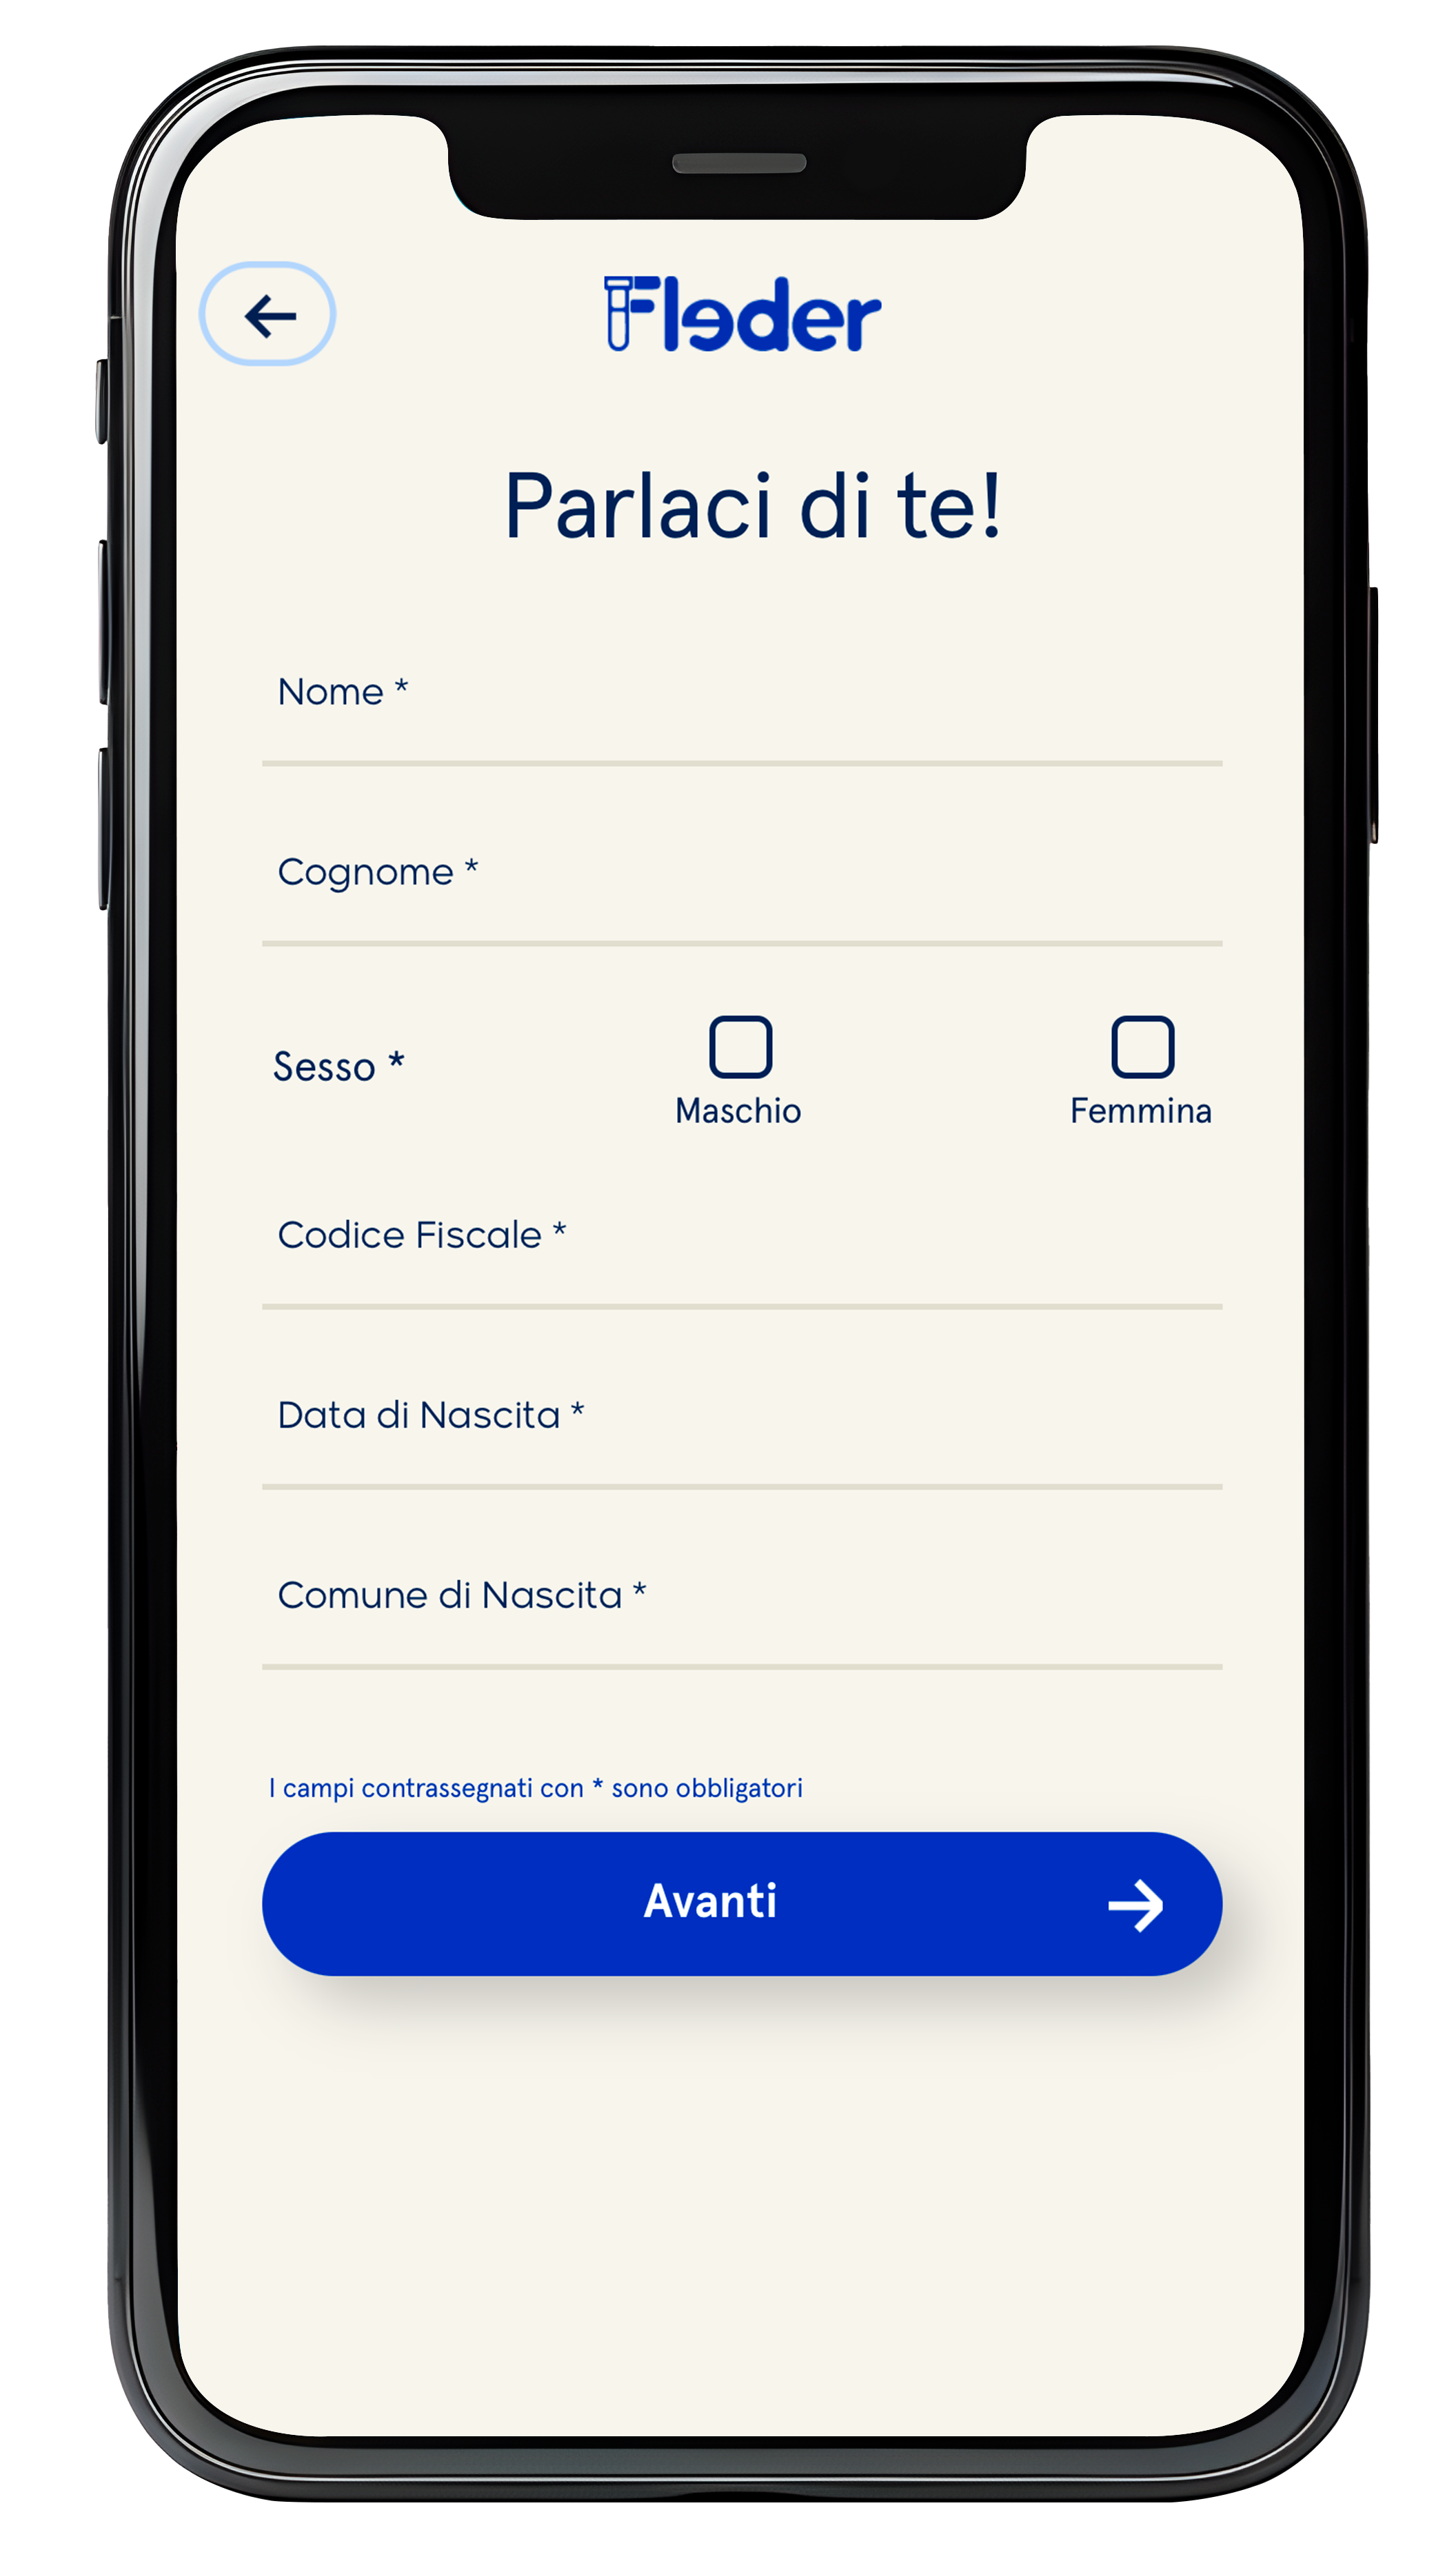 Fleder
Parlaci di te!
Nome *
Cognome *
Sesso *
Maschio
Femmina
Codice Fiscale *
Data di Nascita *
Comune di Nascita *
I campi contrassegnati con * sono obbligatori
Avanti